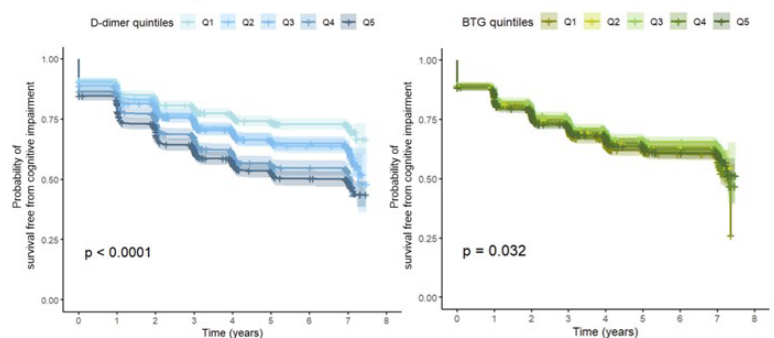 D-dimer quintiles Q1 Q2 Q3 Q4 Q5
Probability of
survival free from cognitive impairment
1.00
0.75
0.50
0.25
0.00
p < 0.0001
0 1 2 3 4 5 6 7 8
Time (years)
BTG quintiles Q1 Q2 Q3 Q4 Q5
Probability of
survival free from cognitive impairment
1.00
0.75
0.50
0.25
0.00
p = 0.032
0 1 2 3 4 5 6 7 8
Time (years)